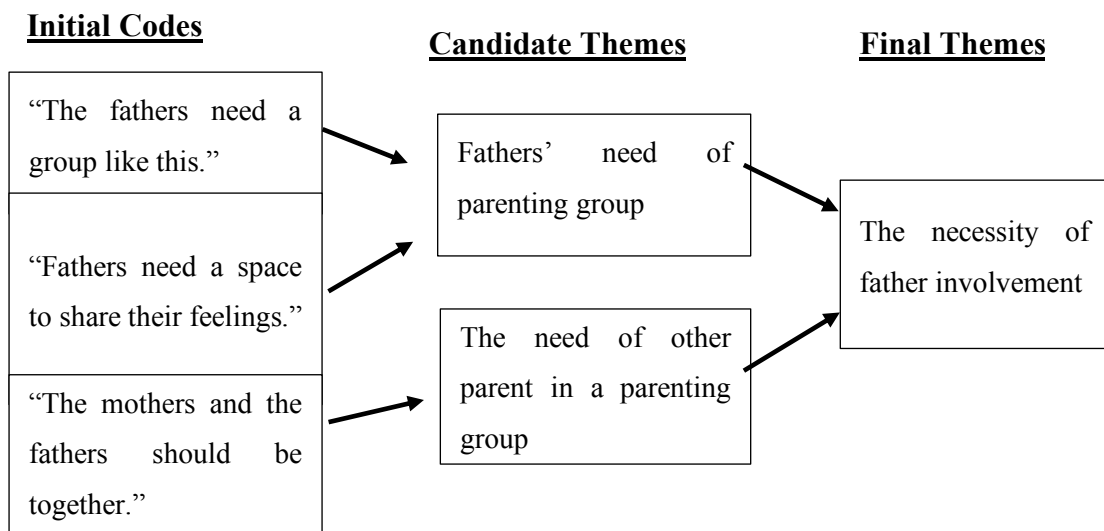 Initial Codes
Candidate Themes
Final Themes
“The fathers need a
group like this.”
“Fathers need a space
to share their feelings.”
“The mothers and the
fathers should be
together.”
Fathers’ need of
parenting group
The need of other
parent in a parenting
group
The necessity of
father involvement